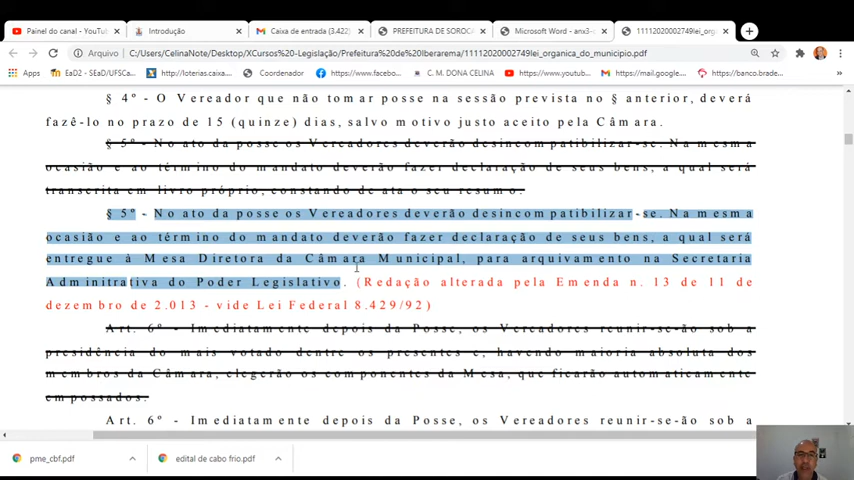 Painel do canal - YouTu
Introdução
Caixa de entrada (3.422
PREFEITURA DE SOROCA
Microsoft Word - anx3-
11112020002749lei_org
Arquivo
C:/Users/CelinaNote/Desktop/XCursos%20-Legislação/Prefeitura%20de%20Iberarema/11112020002749lei_organica_do_municipio.pdf
Apps
EaD2 - SEaD/UFSCa
http://loterias.caixa
Coordenador
https://www.facebo...
C. M. DONA CELINA
https://www.youtub...
https://mail.google...
https://banco.brade...
§ 4º - O Vereador que não tomar posse na sessão prevista no § anterior, deverá
fazê-lo no prazo de 15 (quinze) dias, salvo motivo justo aceito pela Câmara.
§ 5º - No ato da posse os Vereadores deverão desincompatibilizar-se. Na mesma
ocasião e ao término do mandato deverão fazer declaração de seus bens, a qual será
transcrita em livro próprio, constando de ata o seu resumo.
§ 5º - No ato da posse os Vereadores deverão desincompatibilizar-se. Na mesma
ocasião e ao término do mandato deverão fazer declaração de seus bens, a qual será
entregue à Mesa Diretora da Câmara Municipal, para arquivamento na Secretaria
Adminitrativa do Poder Legislativo. (Redação alterada pela Emenda n. 13 de 11 de
dezembro de 2.013 - vide Lei Federal 8.429/92)
Art. 6º - Imediatamente depois da Posse, os Vereadores reunir-se-ão sob a
presidência do mais votado dentre os presentes e, havendo maioria absoluta dos
membros da Câmara, elegerão os componentes da Mesa, que ficarão automaticamente
empossados.
Art. 6º - Imediatamente depois da Posse, os Vereadores reunir-se-ão sob a
pme_cbf.pdf
edital de cabo frio.pdf